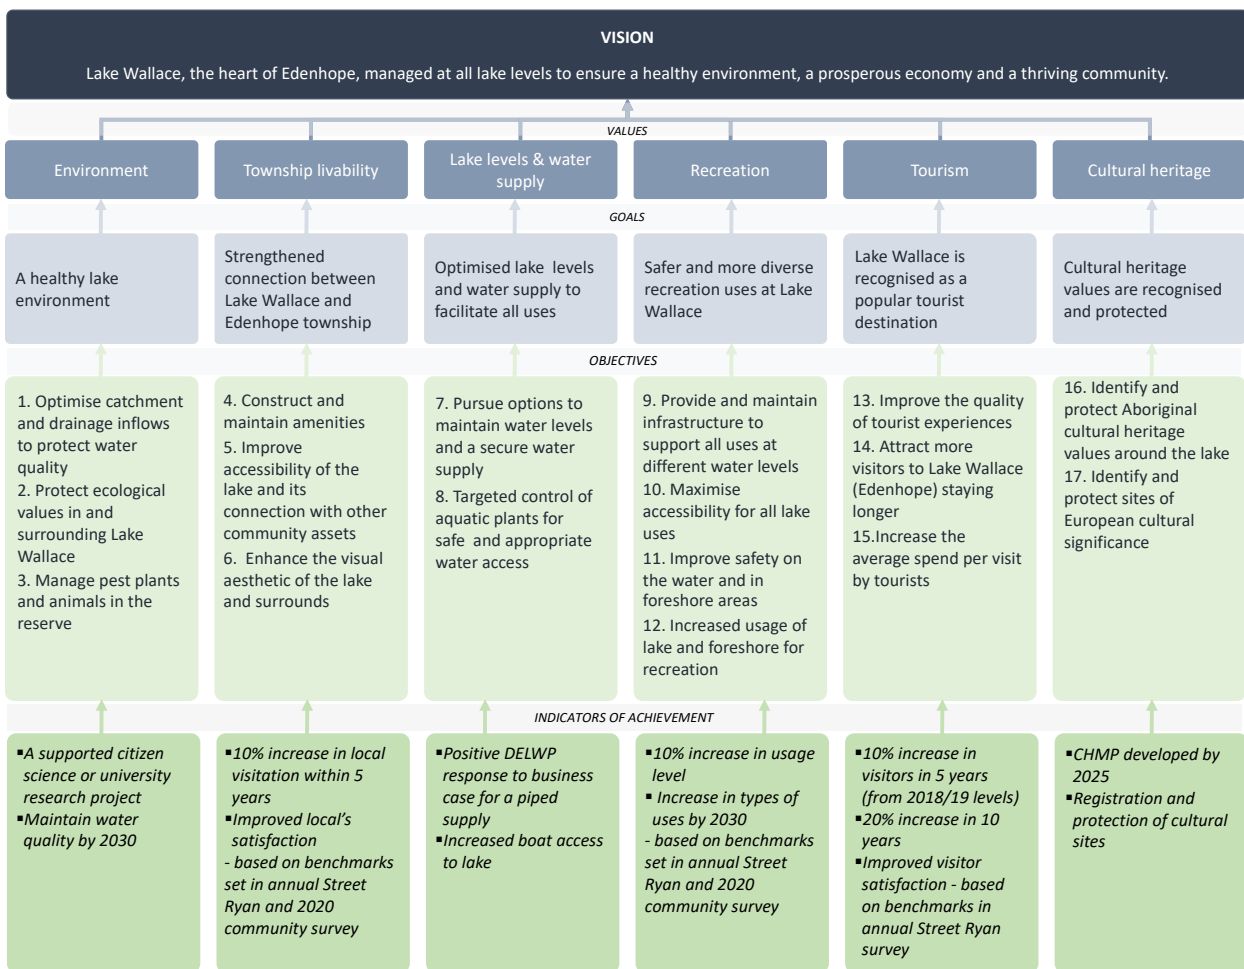 VISION
Lake Wallace, the heart of Edenhope, managed at all lake levels to ensure a healthy environment, a prosperous economy and a thriving community.
VALUES
Environment
Township livability
Lake levels & water
supply
Recreation
Tourism
Cultural heritage
GOALS
A healthy lake
environment
Strengthened
connection between
Lake Wallace and
Edenhope township
Optimised lake levels
and water supply to
facilitate all uses
Safer and more diverse
recreation uses at Lake
Wallace
Lake Wallace is
recognised as a
popular tourist
destination
Cultural heritage
values are recognised
and protected
OBJECTIVES
1. Optimise catchment
and drainage inflows
to protect water
quality
2. Protect ecological
values in and
surrounding Lake
Wallace
3. Manage pest plants
and animals in the
reserve
4. Construct and
maintain amenities
5. Improve
accessibility of the
lake and its
connection with other
community assets
6. Enhance the visual
aesthetic of the lake
and surrounds
7. Pursue options to
maintain water levels
and a secure water
supply
8. Targeted control of
aquatic plants for
safe and appropriate
water access
9. Provide and maintain
infrastructure to
support all uses at
different water levels
10. Maximise
accessibility for all lake
uses
11. Improve safety on
the water and in
foreshore areas
12. Increased usage of
lake and foreshore for
recreation
13. Improve the quality
of tourist experiences
14. Attract more
visitors to Lake Wallace
(Edenhope) staying
longer
15.Increase the
average spend per visit
by tourists
16. Identify and
protect Aboriginal
cultural heritage
values around the lake
17. Identify and
protect sites of
European cultural
significance
INDICATORS OF ACHIEVEMENT
▪A supported citizen
science or university
research project
▪Maintain water
quality by 2030
▪10% increase in local
visitation within 5
years
▪Improved local's
satisfaction
- based on benchmarks
set in annual Street
Ryan and 2020
community survey
▪Positive DELWP
response to business
case for a piped
supply
▪Increased boat access
to lake
▪10% increase in usage
level
▪ Increase in types of
uses by 2030
- based on benchmarks
set in annual Street
Ryan and 2020
community survey
▪10% increase in
visitors in 5 years
(from 2018/19 levels)
▪20% increase in 10
years
▪Improved visitor
satisfaction - based
on benchmarks in
annual Street Ryan
survey
▪CHMP developed by
2025
▪Registration and
protection of cultural
sites